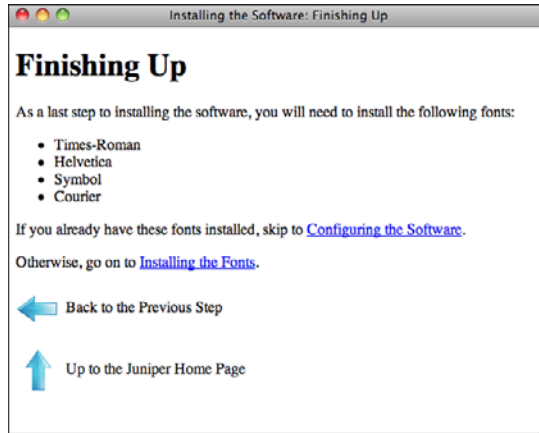 Installing the Software: Finishing Up
Finishing Up
As a last step to installing the software, you will need to install the following fonts:
• Times-Roman
• Helvetica
• Symbol
• Courier
If you already have these fonts installed, skip to Configuring the Software.
Otherwise, go on to Installing the Fonts.
Back to the Previous Step
Up to the Juniper Home Page